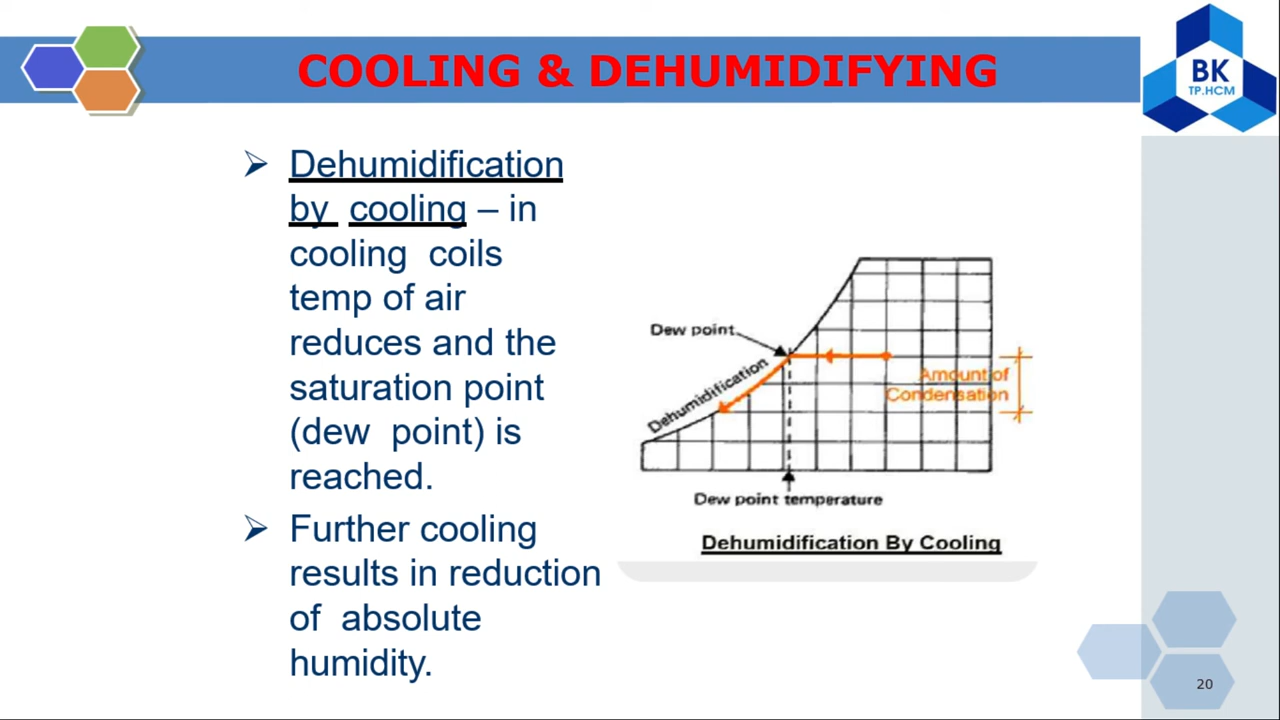 COOLING & DEHUMIDIFYING
BK
TP.HCM
Dehumidification
by cooling – in
cooling coils
temp of air
reduces and the
saturation point
(dew point) is
reached.
Further cooling
results in reduction
of absolute
humidity.
Dew point
Dehumidification
Amount of
Condensation
Dew point temperature
Dehumidification By Cooling
20